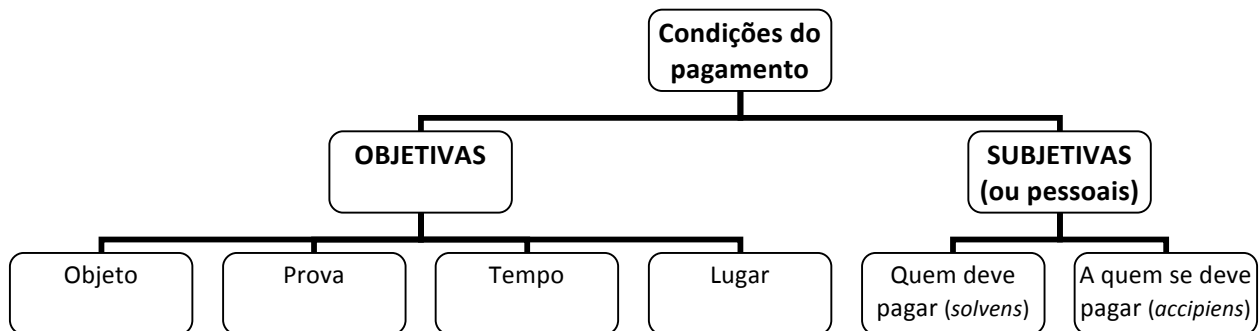 Condições do
pagamento
OBJETIVAS
SUBJETIVAS
(ou pessoais)
Objeto
Prova
Tempo
Lugar
Quem deve
pagar (solvens)
A quem se deve
pagar (accipiens)